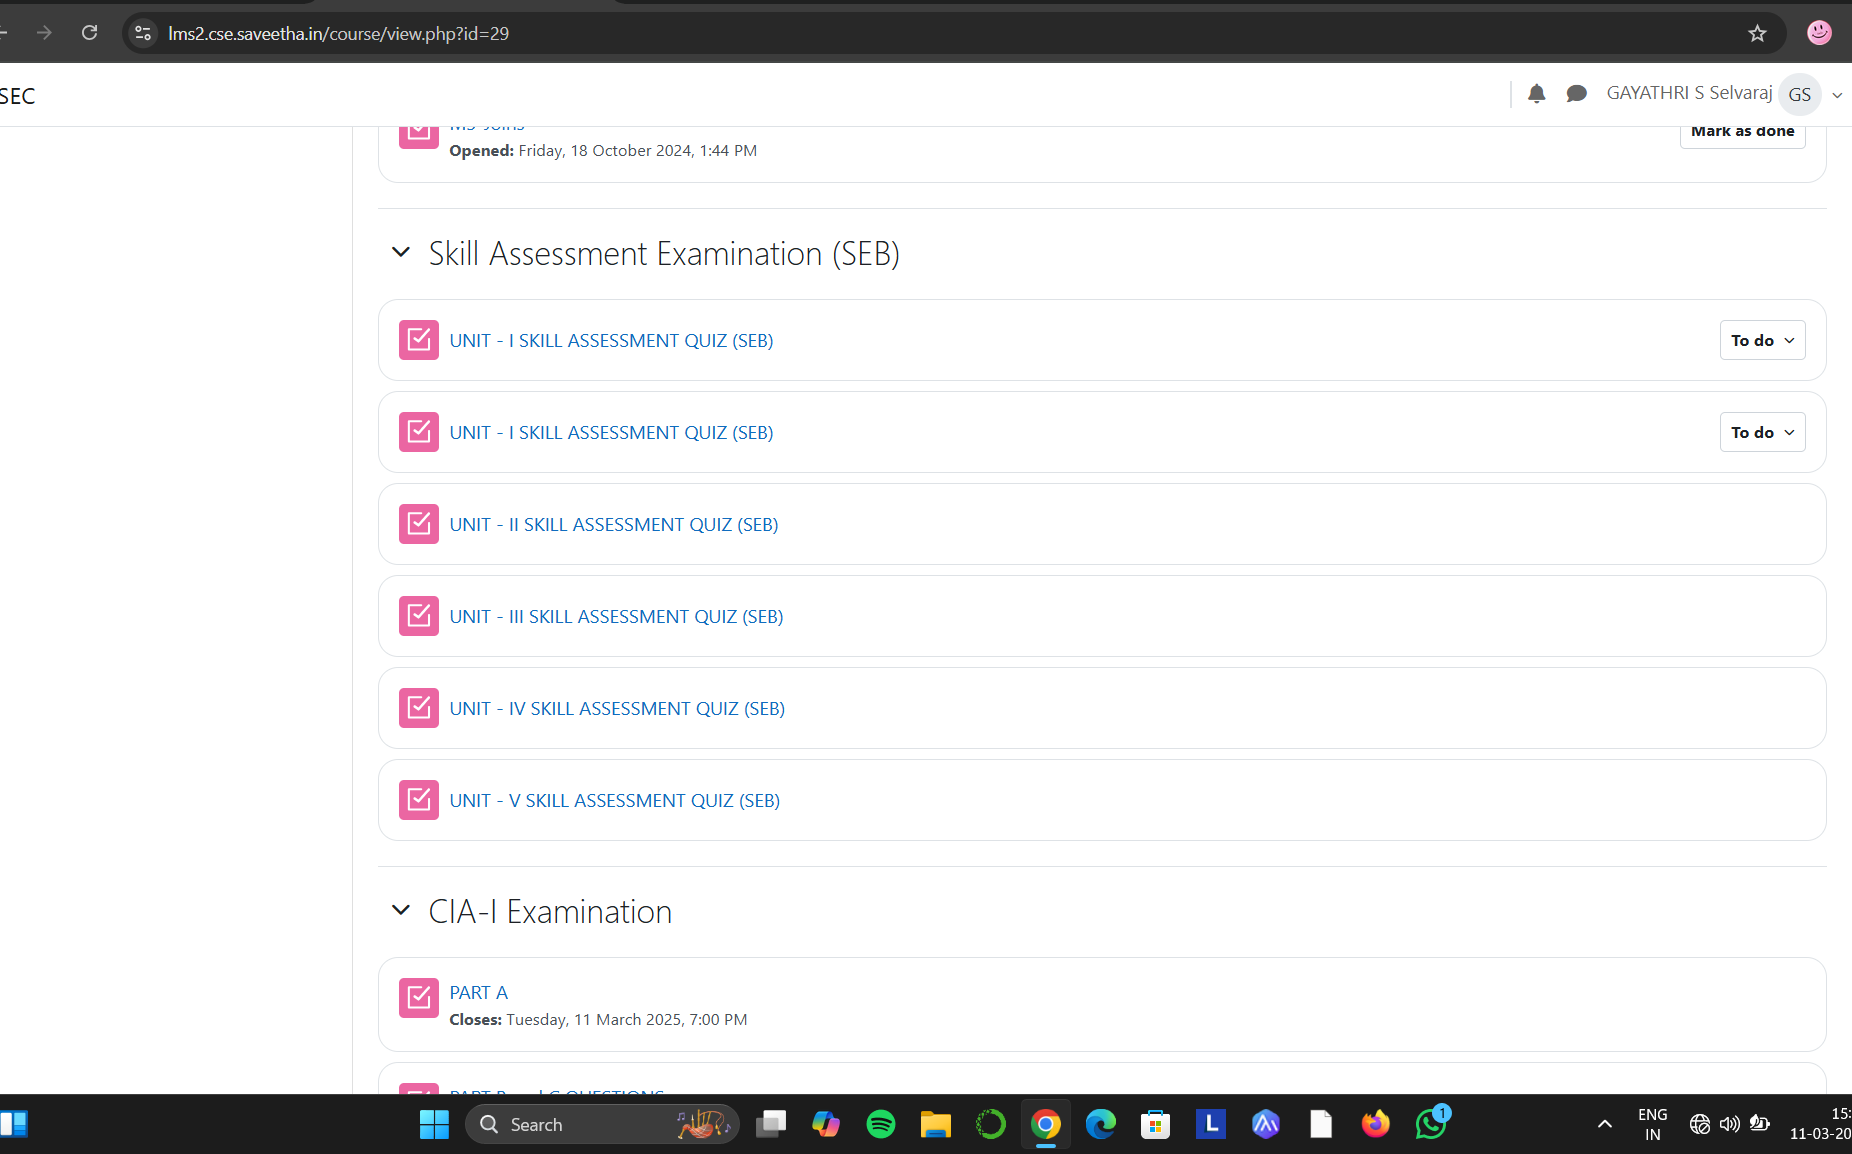 lms2.cse.saveetha.in/course/view.php?id=29
SEC
GAYATHRI S Selvaraj
GS
Mark as done
Opened: Friday, 18 October 2024, 1:44 PM
Skill Assessment Examination (SEB)
UNIT - I SKILL ASSESSMENT QUIZ (SEB)
To do
UNIT - I SKILL ASSESSMENT QUIZ (SEB)
To do
UNIT - II SKILL ASSESSMENT QUIZ (SEB)
UNIT - III SKILL ASSESSMENT QUIZ (SEB)
UNIT - IV SKILL ASSESSMENT QUIZ (SEB)
UNIT - V SKILL ASSESSMENT QUIZ (SEB)
CIA-I Examination
PART A
Closes: Tuesday, 11 March 2025, 7:00 PM
Search
L
1
ENG
IN
15:
11-03-20